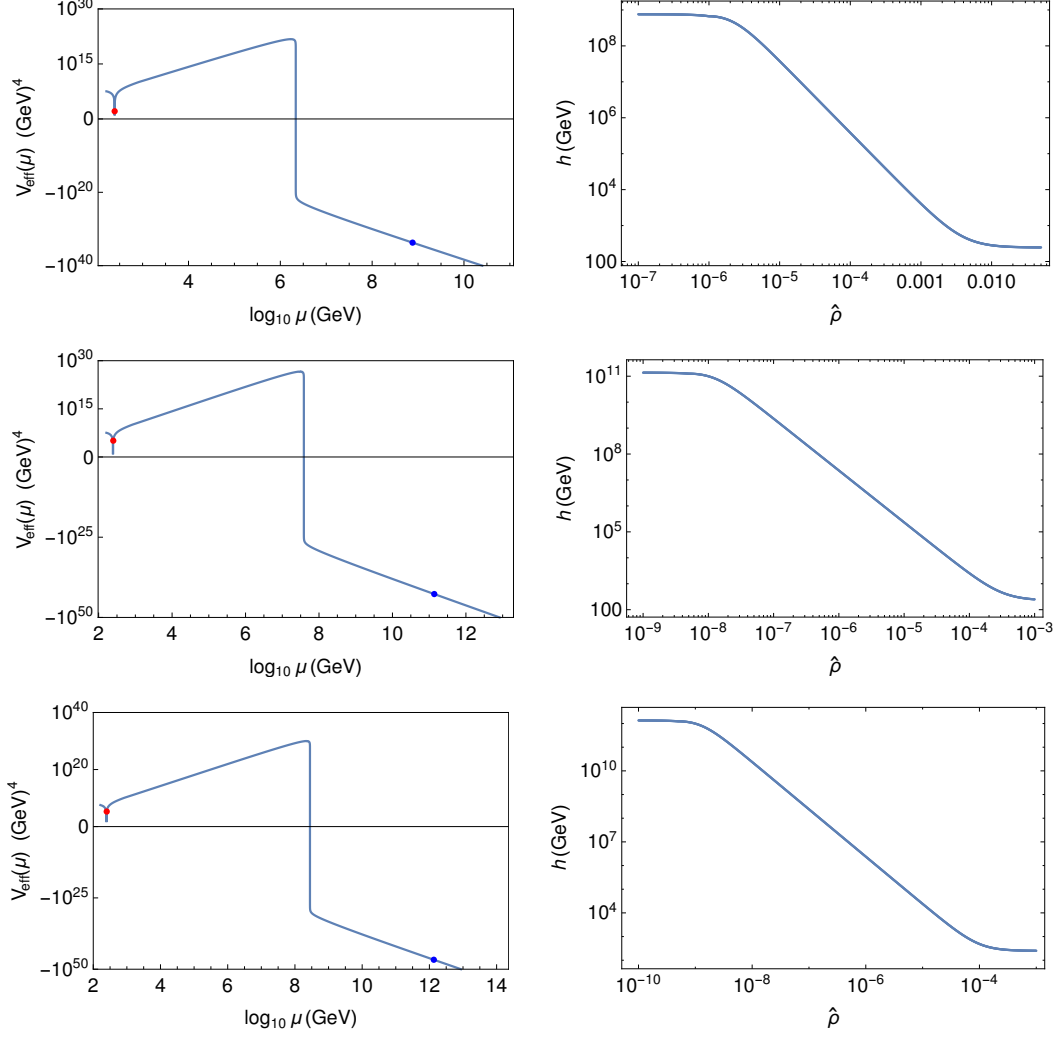 10^30
10^15
0
−10^20
−10^40
V_eff(μ) (GeV)^4
4 6 8 10
log_10 μ (GeV)
10^8
10^6
10^4
100
h (GeV)
10^−7 10^−6 10^−5 10^−4 0.001 0.010
ρ̂
10^30
10^15
0
−10^25
−10^50
V_eff(μ) (GeV)^4
2 4 6 8 10 12
log_10 μ (GeV)
10^11
10^8
10^5
100
h (GeV)
10^−9 10^−8 10^−7 10^−6 10^−5 10^−4 10^−3
ρ̂
10^40
10^20
0
−10^25
−10^50
V_eff(μ) (GeV)^4
2 4 6 8 10 12 14
log_10 μ (GeV)
10^10
10^7
10^4
h (GeV)
10^−10 10^−8 10^−6 10^−4
ρ̂